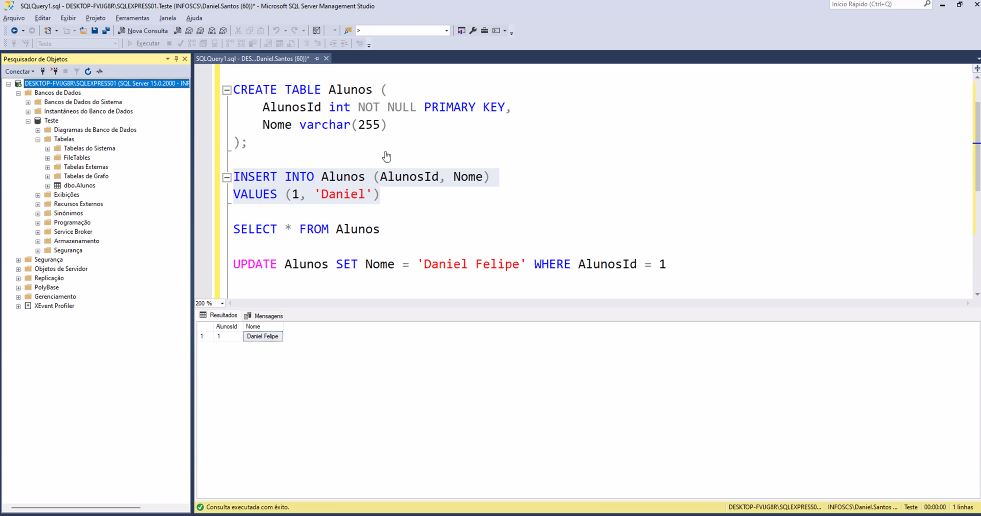 SQLQuery1.sql - DESKTOP-FVIJG8R\SQLEXPRESS01.Teste (INFOSCS\Daniel.Santos (60))* - Microsoft SQL Server Management Studio
Início Rápido (Ctrl+Q)
Arquivo Editar Exibir Projeto Ferramentas Janela Ajuda
Nova Consulta
Teste Executar
Pesquisador de Objetos
SQLQuery1.sql - DES...Daniel.Santos (60))*
Conectar
DESKTOP-FVIJG8R\SQLEXPRESS01 (SQL Server 15.0.2000 - INF
Bancos de Dados
Bancos de Dados do Sistema
Instantâneos do Banco de Dados
Teste
Diagramas de Banco de Dados
Tabelas
Tabelas do Sistema
FileTables
Tabelas Externas
Tabelas de Grafo
dbo.Alunos
Exibições
Recursos Externos
Sinônimos
Programação
Service Broker
Armazenamento
Segurança
Segurança
Objetos de Servidor
Replicação
PolyBase
Gerenciamento
XEvent Profiler
CREATE TABLE Alunos (
AlunosId int NOT NULL PRIMARY KEY,
Nome varchar(255)
);
INSERT INTO Alunos (AlunosId, Nome)
VALUES (1, 'Daniel')
SELECT * FROM Alunos
UPDATE Alunos SET Nome = 'Daniel Felipe' WHERE AlunosId = 1
200 %
Resultados Mensagens
AlunosId Nome
1 1 Daniel Felipe
Consulta executada com êxito.
DESKTOP-FVIJG8R\SQLEXPRESS0... INFOSCS\Daniel.Santos ... Teste 00:00:00 1 linhas